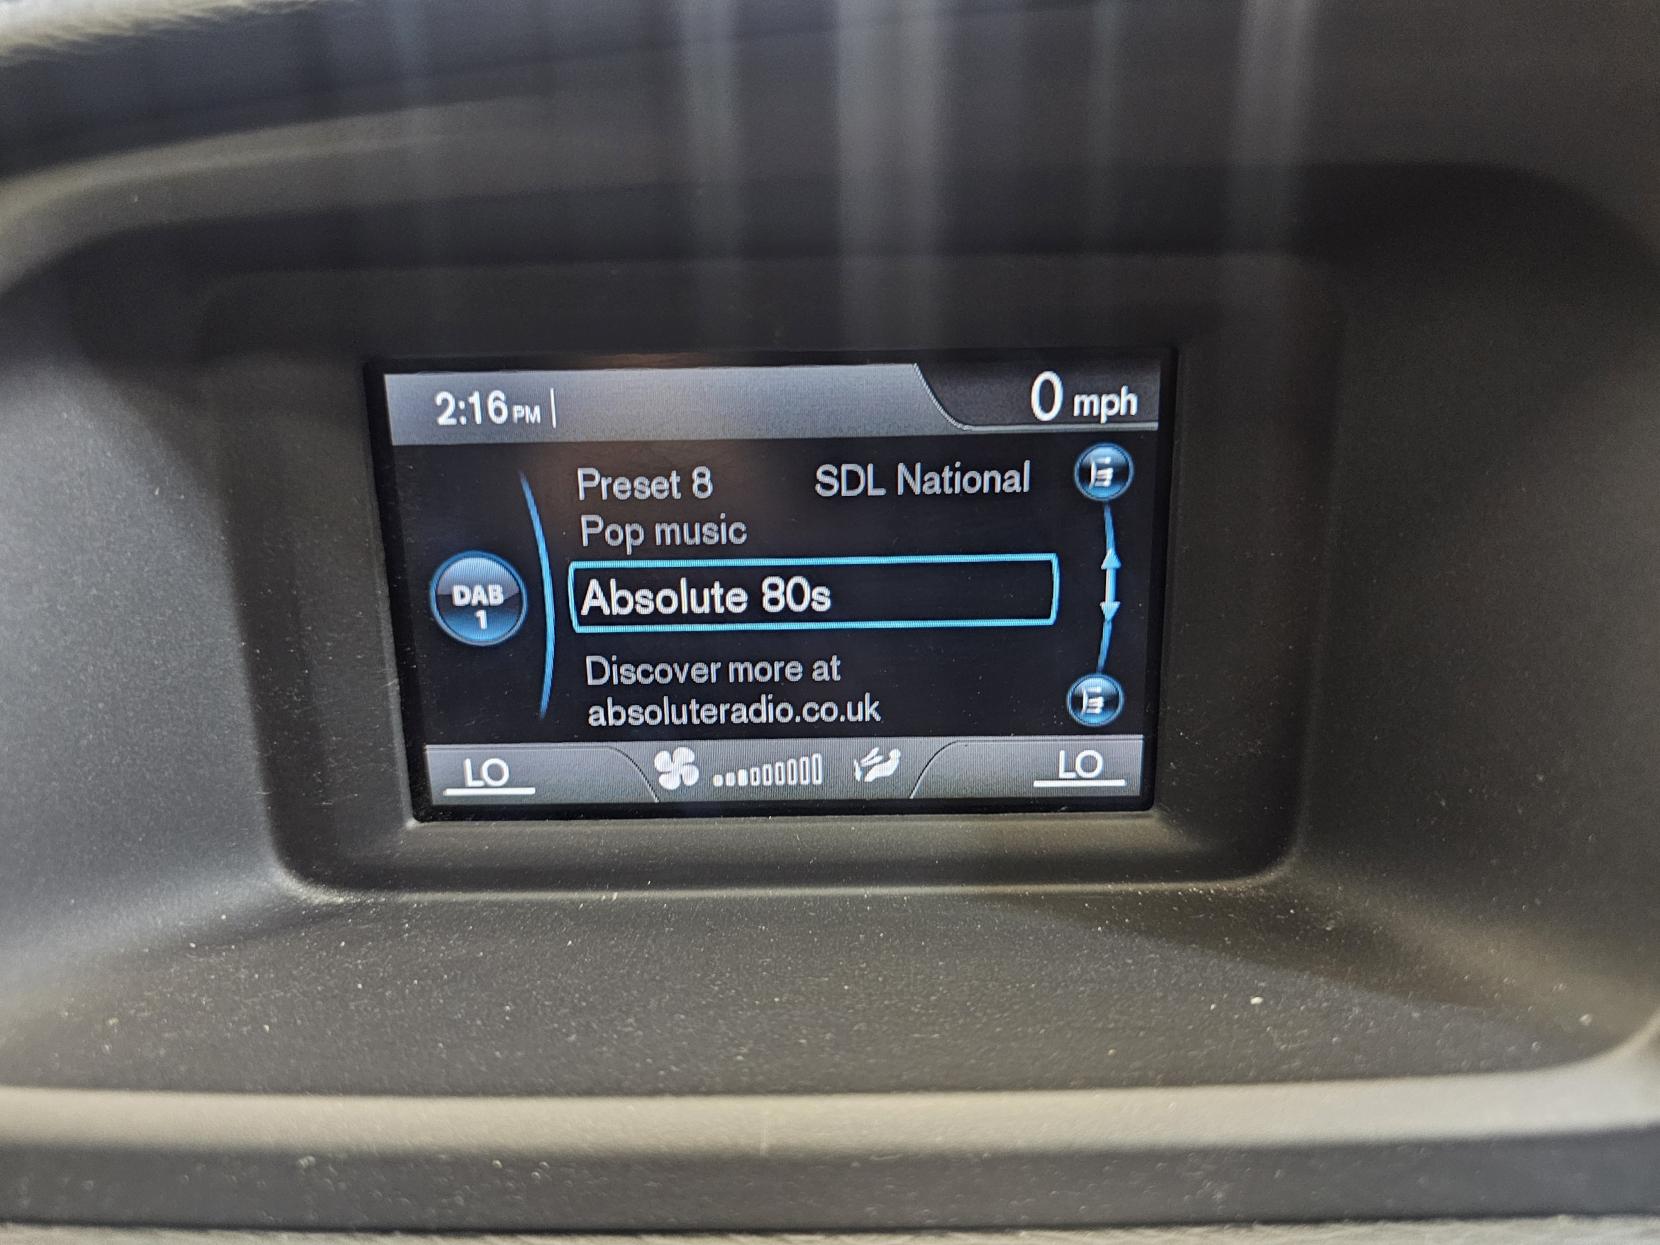 2:16 PM
0 mph
Preset 8 SDL National
Pop music
DAB
1
Absolute 80s
Discover more at
absoluteradio.co.uk
LO
LO